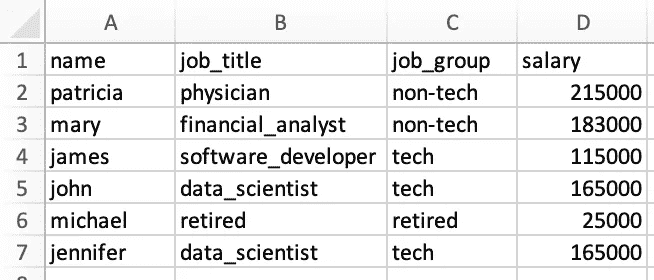 A B C D
1 name job_title job_group salary
2 patricia physician non-tech 215000
3 mary financial_analyst non-tech 183000
4 james software_developer tech 115000
5 john data_scientist tech 165000
6 michael retired retired 25000
7 jennifer data_scientist tech 165000